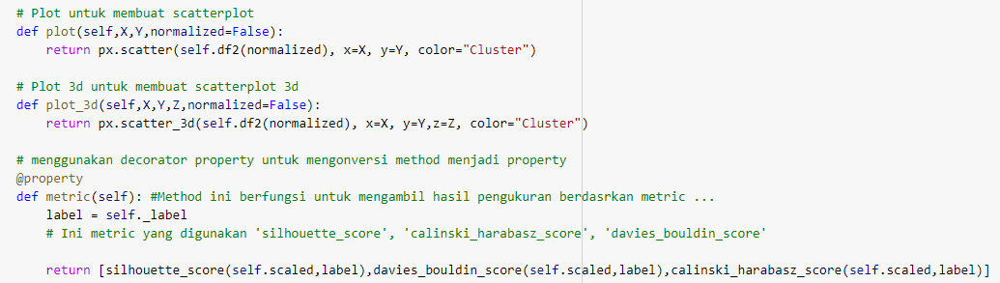 # Plot untuk membuat scatterplot
def plot(self,X,Y,normalized=False):
    return px.scatter(self.df2(normalized), x=X, y=Y, color="Cluster")

# Plot 3d untuk membuat scatterplot 3d
def plot_3d(self,X,Y,Z,normalized=False):
    return px.scatter_3d(self.df2(normalized), x=X, y=Y,z=Z, color="Cluster")

# menggunakan decorator property untuk mengonversi method menjadi property
@property
def metric(self): #Method ini berfungsi untuk mengambil hasil pengukuran berdasrkan metric ...
    label = self._label
    # Ini metric yang digunakan 'silhouette_score', 'calinski_harabasz_score', 'davies_bouldin_score'

    return [silhouette_score(self.scaled,label),davies_bouldin_score(self.scaled,label),calinski_harabasz_score(self.scaled,label)]